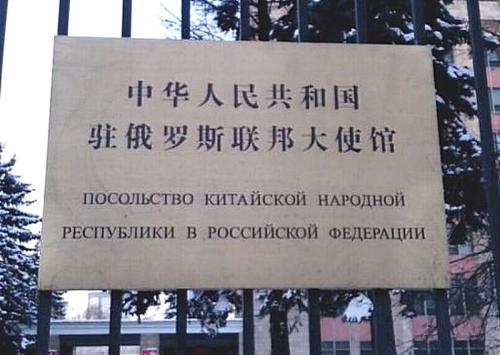 中华人民共和国
驻俄罗斯联邦大使馆
ПОСОЛЬСТВО КИТАЙСКОЙ НАРОДНОЙ
РЕСПУБЛИКИ В РОССИЙСКОЙ ФЕДЕРАЦИИ